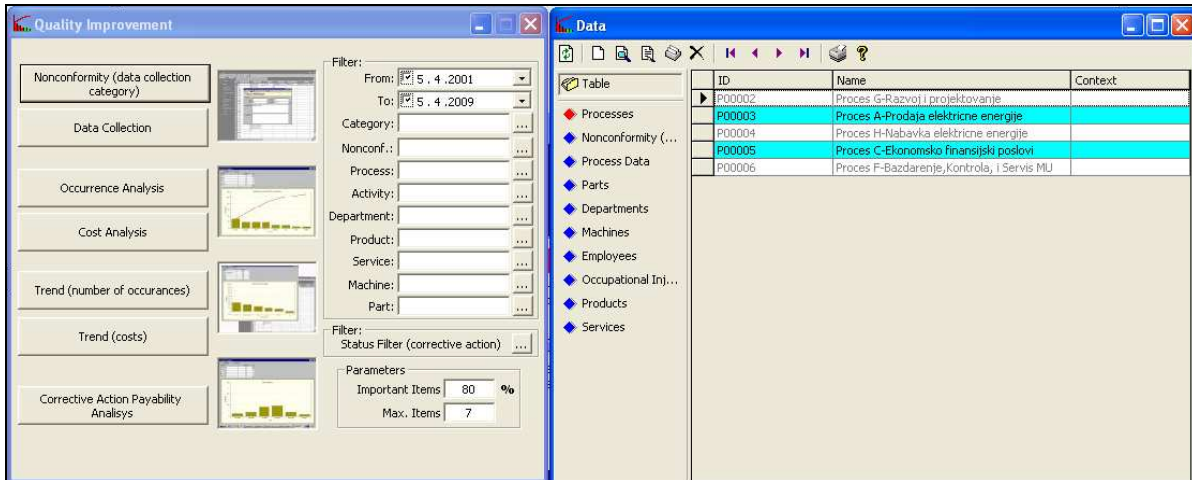 Quality Improvement
Nonconformity (data collection
category)
Data Collection
Occurrence Analysis
Cost Analysis
Trend (number of occurances)
Trend (costs)
Corrective Action Payability
Analisys
Filter:
From: 5 . 4 .2001
To: 5 . 4 .2009
Category: ...
Nonconf.: ...
Process: ...
Activity: ...
Department: ...
Product: ...
Service: ...
Machine: ...
Part: ...
Filter:
Status Filter (corrective action) ...
Parameters
Important Items 80 %
Max. Items 7
Data
Table
Processes
Nonconformity (...
Process Data
Parts
Departments
Machines
Employees
Occupational Inj...
Products
Services
ID Name Context
P00002 Proces G-Razvoj i projektovanje
P00003 Proces A-Prodaja elektricne energije
P00004 Proces H-Nabavka elektricne energije
P00005 Proces C-Ekonomsko finansijski poslovi
P00006 Proces F-Bazdarenje,Kontrola, i Servis MU